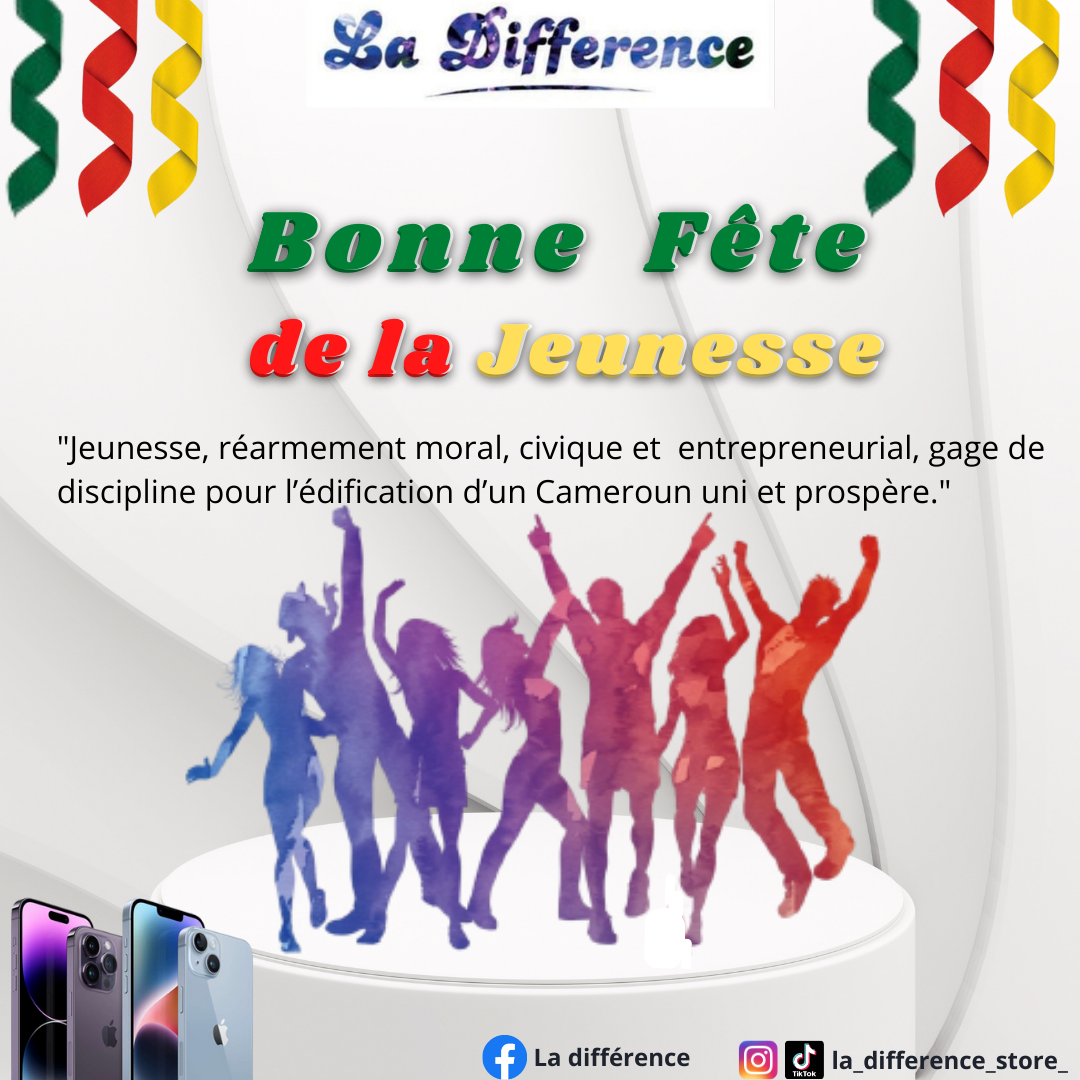 La Difference
Bonne Fête
de la Jeunesse
"Jeunesse, réarmement moral, civique et entrepreneurial, gage de
discipline pour l’édification d’un Cameroun uni et prospère."
La différence
TikTok
la_difference_store_